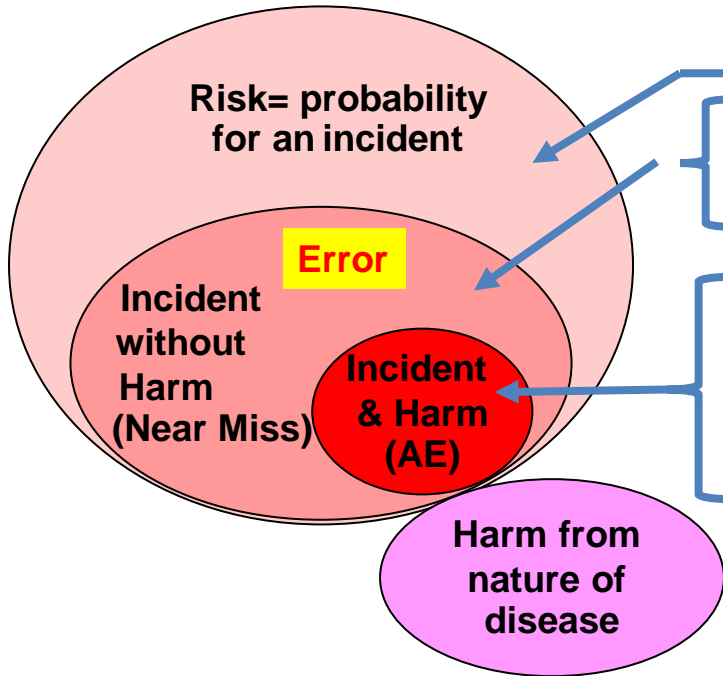 Risk= probability
for an incident
Error
Incident
without
Harm
(Near Miss)
Incident
& Harm
(AE)
Harm from
nature of
disease